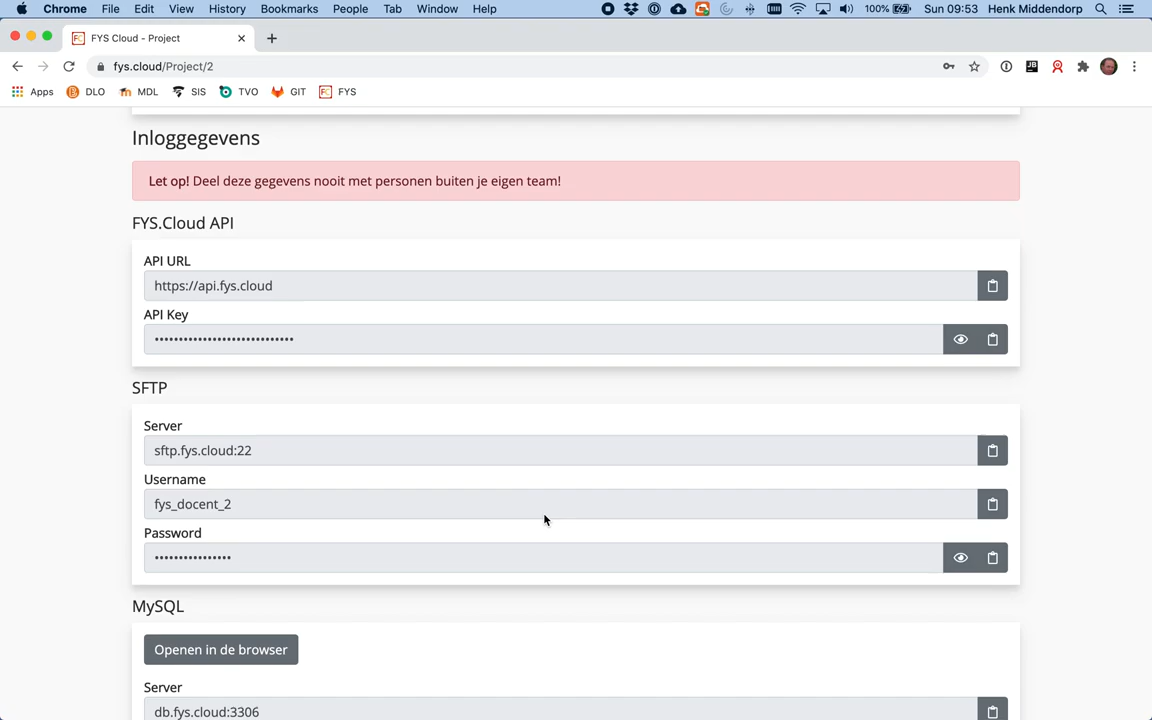 Chrome File Edit View History Bookmarks People Tab Window Help 100% Sun 09:53 Henk Middendorp
FC FYS Cloud - Project
fys.cloud/Project/2 JB
Apps DLO MDL SIS TVO GIT FC FYS
Inloggegevens
Let op! Deel deze gegevens nooit met personen buiten je eigen team!
FYS.Cloud API
API URL
https://api.fys.cloud
API Key
•••••••••••••••••••••••••••••
SFTP
Server
sftp.fys.cloud:22
Username
fys_docent_2
Password
••••••••••••••••
MySQL
Openen in de browser
Server
db.fys.cloud:3306